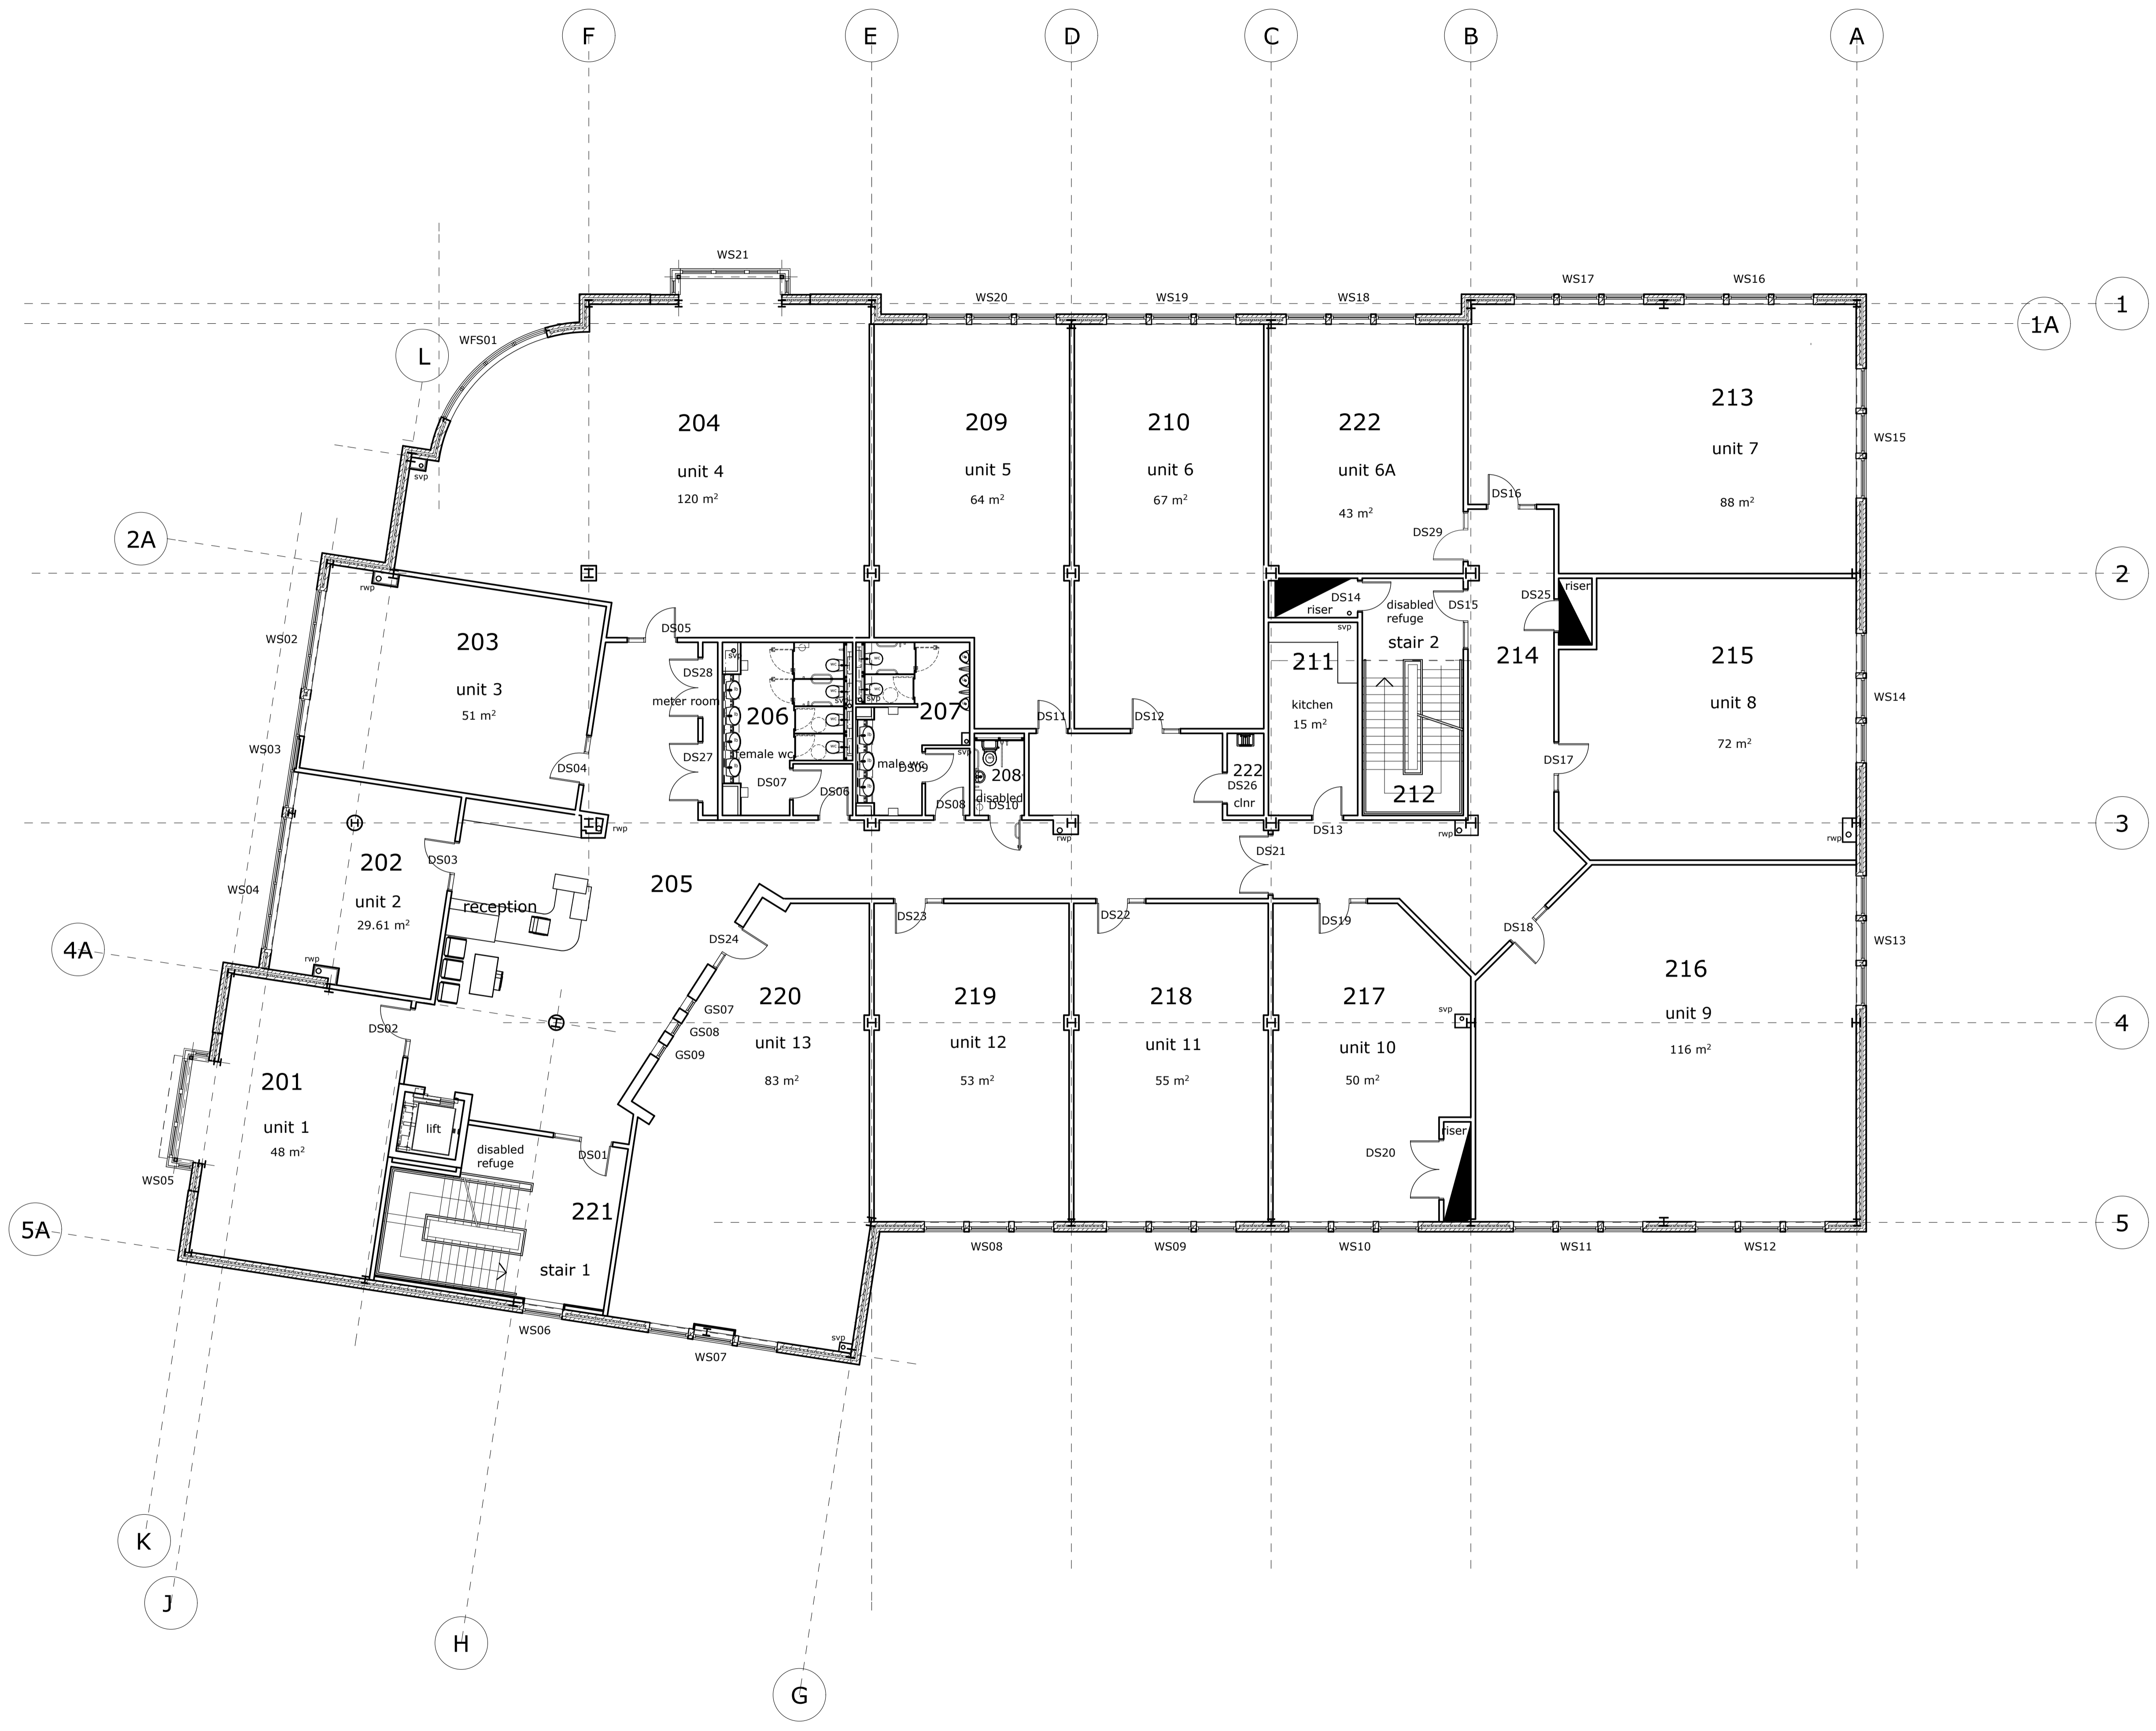 F
E
D
C
B
A
WS21
WS20
WS19
WS18
WS17
WS16
1
1A
L
WFS01
204
unit 4
120 m²
209
unit 5
64 m²
210
unit 6
67 m²
222
unit 6A
43 m²
213
unit 7
88 m²
WS15
svp
DS16
DS29
2A
2
rwp
WS02
203
unit 3
51 m²
DS05
DS28
meter room
DS27
svp
206
female wc
DS07
DS06
svp
svp
207
male wc
DS09
DS08
svp
208
disabled
DS10
DS11
DS12
222
DS26
clnr
riser
DS14
svp
211
kitchen
15 m²
disabled
refuge
stair 2
212
DS15
214
DS25
riser
215
unit 8
72 m²
WS14
DS17
WS03
DS04
rwp
rwp
DS13
rwp
rwp
3
202
unit 2
29.61 m²
DS03
WS04
reception
205
DS21
DS24
DS23
DS22
DS19
DS18
WS13
4A
rwp
220
unit 13
83 m²
219
unit 12
53 m²
218
unit 11
55 m²
217
unit 10
50 m²
svp
216
unit 9
116 m²
4
GS07
GS08
GS09
DS02
201
unit 1
48 m²
lift
disabled
refuge
DS01
WS05
221
stair 1
DS20
riser
5A
5
WS08
WS09
WS10
WS11
WS12
WS06
WS07
svp
K
J
H
G